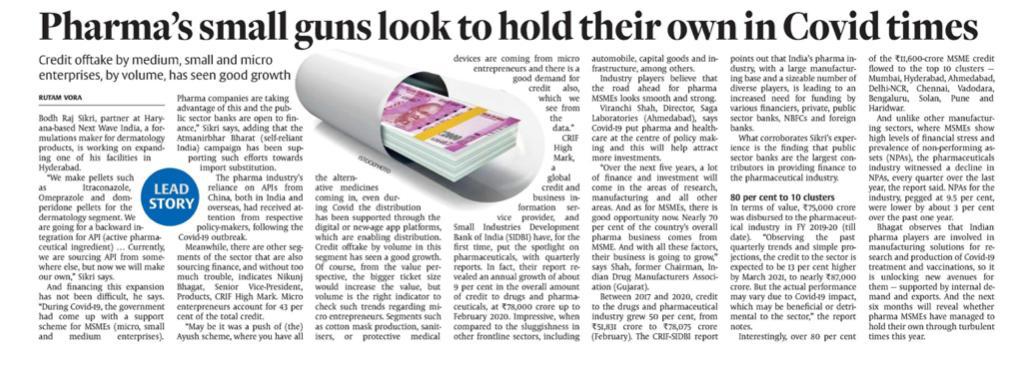 Pharma's small guns look to hold their own in Covid times
Credit offtake by medium, small and micro
enterprises, by volume, has seen good growth
RUTAM VORA
Bodh Raj Sikri, partner at Hary-
ana-based Next Wave India, a for-
mulations maker for dermatology
products, is working on expand-
ing one of his facilities in
Hyderabad.
"We make pellets such
as Itraconazole,
Omeprazole and dom-
peridone pellets for the
dermatology segment. We
are going for a backward in-
tegration for API (active phara-
ceutical ingredient) ... Currently,
we are sourcing API from some-
where else, but now we will make
our own," Sikri says.
And financing this expansion
has not been difficult, he says.
"During Covid-19, the government
had come up with a support
scheme for MSMEs (micro, small
and medium enterprises).
LEAD
STORY
Pharma companies are taking
advantage of this and the pub-
lic sector banks are open to fin-
ance," Sikri says, adding that the
Atmanirbhar Bharat (self-reliant
India) campaign has been sup-
porting such efforts towards
import substitution.
The pharma industry's
reliance on APIs from
China, both in India and
overseas, had received at-
tention from respective
policy-makers, following the
Covid-19 outbreak.
Meanwhile, there are other seg-
ments of the sector that are also
sourcing finance, and without too
much trouble, indicates Nikunj
Bhagat, Senior Vice-President,
Products, CRIF High Mark. Micro
enterpreneurs account for 43 per
cent of the total credit.
"May be it was a push of (the)
Ayush scheme, where you have all
ISTOCKPHOTO
the altern-
ative medicines
coming in, even dur-
ing Covid the distribution
has been supported through the
digital or new-age app platforms,
which are enabling distribution.
Credit offtake by volume in this
segment has seen a good growth.
Of course, from the value per-
spective, the bigger ticket size
would increase the value, but
volume is the right indicator to
check such trends regarding mi-
cro entrepreneurs. Segments such
as cotton mask production, sanit-
isers, or protective medical
devices are coming from micro
entrepreneurs and there is a
good demand for
credit also,
which we
see from
the
data."
CRIF
High
Mark,
a
global
credit and
business in-
formation ser-
vice provider, and
Small Industries Development
Bank of India (SIDBI) have, for the
first time, put the spotlight on
pharmaceuticals, with quarterly
reports. In fact, their report re-
vealed an annual growth of about
9 per cent in the overall amount
of credit to drugs and pharma-
ceuticals, at ₹78,000 crore up to
February 2020. Impressive, when
compared to the sluggishness in
other frontline sectors, including
automobile, capital goods and in-
frastructure, among others.
Industry players believe that
the road ahead for pharma
MSMEs looks smooth and strong.
Viranchi Shah, Director, Saga
Laboratories (Ahmedabad), says
Covid-19 put pharma and health-
care at the centre of policy mak-
ing and this will help attract
more investments.
"Over the next five years, a lot
of finance and investment will
come in the areas of research,
manufacturing and all other
areas. And as for MSMEs, there is
good opportunity now. Nearly 70
per cent of the country's overall
pharma business comes from
MSME. And with all these factors,
their business is going to grow,"
says Shah, former Chairman, In-
dian Drug Manufacturers Associ-
ation (Gujarat).
Between 2017 and 2020, credit
to the drugs and pharmaceutical
industry grew 50 per cent, from
₹51,831 crore to ₹78,075 crore
(February). The CRIF-SIDBI report
points out that India's pharma in-
dustry, with a large manufactur-
ing base and a sizeable number of
diverse players, is leading to an
increased need for funding by
various financiers, private, public
sector banks, NBFCs and foreign
banks.
What corroborates Sikri's exper-
ience is the finding that public
sector banks are the largest con-
tributors in providing finance to
the pharmaceutical industry.
80 per cent to 10 clusters
In terms of value, ₹75,000 crore
was disbursed to the pharmaceut-
ical industry in FY 2019-20 (till
date). "Observing the past
quarterly trends and simple pro-
jections, the credit to the sector is
expected to be 13 per cent higher
by March 2021, to nearly ₹87,000
crore. But the actual performance
may vary due to Covid-19 impact,
which may be beneficial or detri-
mental to the sector," the report
notes.
Interestingly, over 80 per cent
of the ₹11,600-crore MSME credit
flowed to the top 10 clusters —
Mumbai, Hyderabad, Ahmedabad,
Delhi-NCR, Chennai, Vadodara,
Bengaluru, Solan, Pune and
Haridwar.
And unlike other manufactur-
ing sectors, where MSMEs show
high levels of financial stress and
prevalence of non-performing as-
sets (NPAs), the pharmaceuticals
industry witnessed a decline in
NPAs, every quarter over the last
year, the report said. NPAs for the
industry, pegged at 9.5 per cent,
were lower by about 3 per cent
over the past one year.
Bhagat observes that Indian
pharma players are involved in
manufacturing solutions for re-
search and production of Covid-19
treatment and vaccinations, so it
is unlocking new avenues for
them — supported by internal de-
mand and exports. And the next
six months will reveal whether
pharma MSMEs have managed to
hold their own through turbulent
times this year.